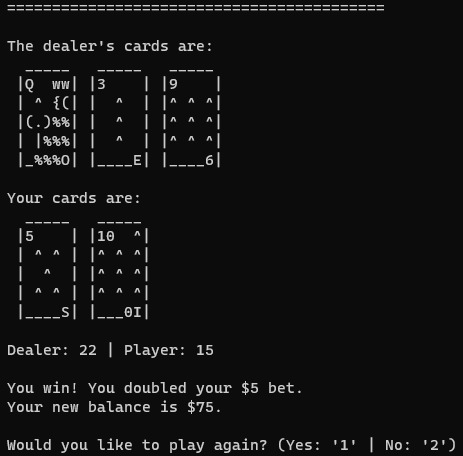 ==========================================
The dealer's cards are:
  _____   _____   _____
 |Q  ww| |3    | |9    |
 | ^ {(| |  ^  | |^ ^ ^|
 |(.)%%| |  ^  | |^ ^ ^|
 | |%%%| |  ^  | |^ ^ ^|
 |_%%%O| |____E| |____6|
Your cards are:
  _____   _____
 |5    | |10  ^|
 | ^ ^ | |^ ^ ^|
 |  ^  | |^ ^ ^|
 | ^ ^ | |^ ^ ^|
 |____S| |___0I|
Dealer: 22 | Player: 15
You win! You doubled your $5 bet.
Your new balance is $75.
Would you like to play again? (Yes: '1' | No: '2')